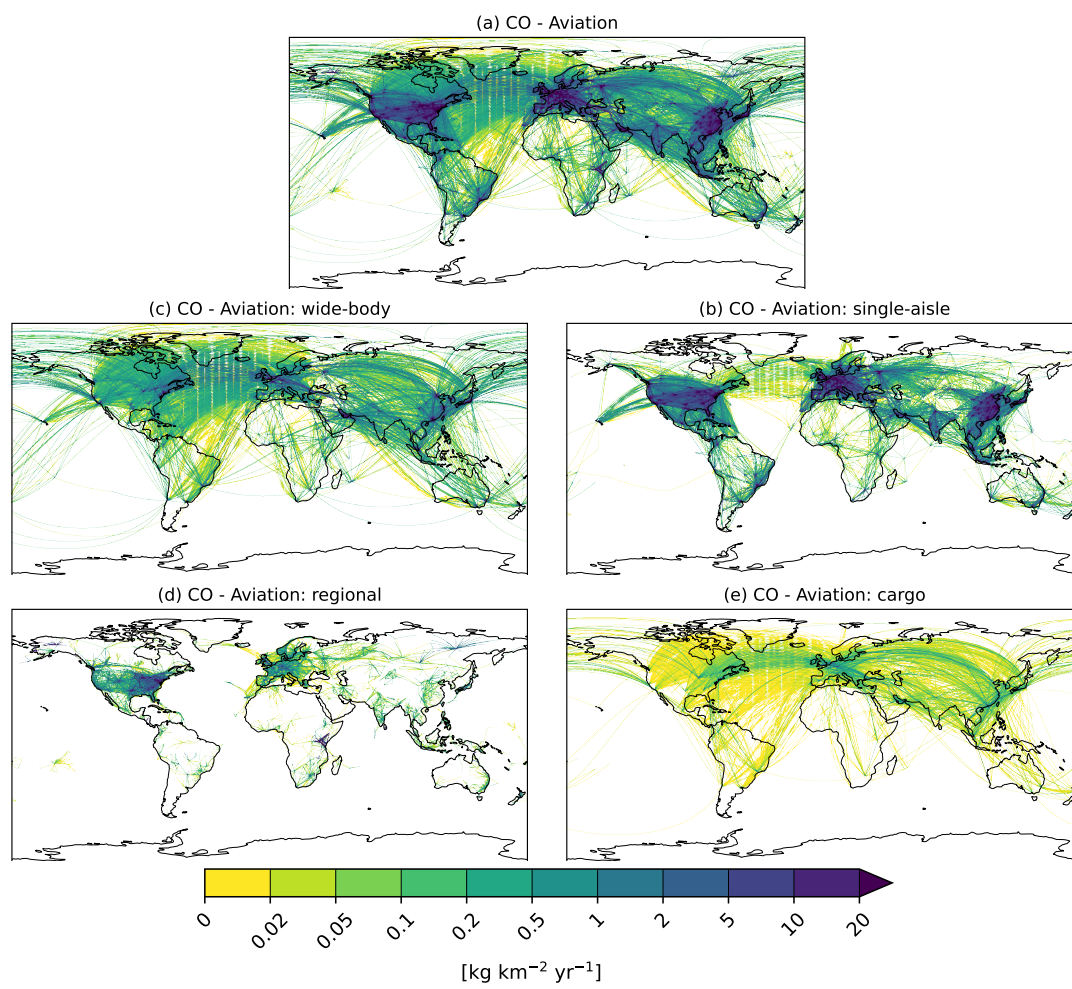 (a) CO - Aviation
(c) CO - Aviation: wide-body
(b) CO - Aviation: single-aisle
(d) CO - Aviation: regional
(e) CO - Aviation: cargo
0 0.02 0.05 0.1 0.2 0.5 1 2 5 10 20
[kg km⁻² yr⁻¹]